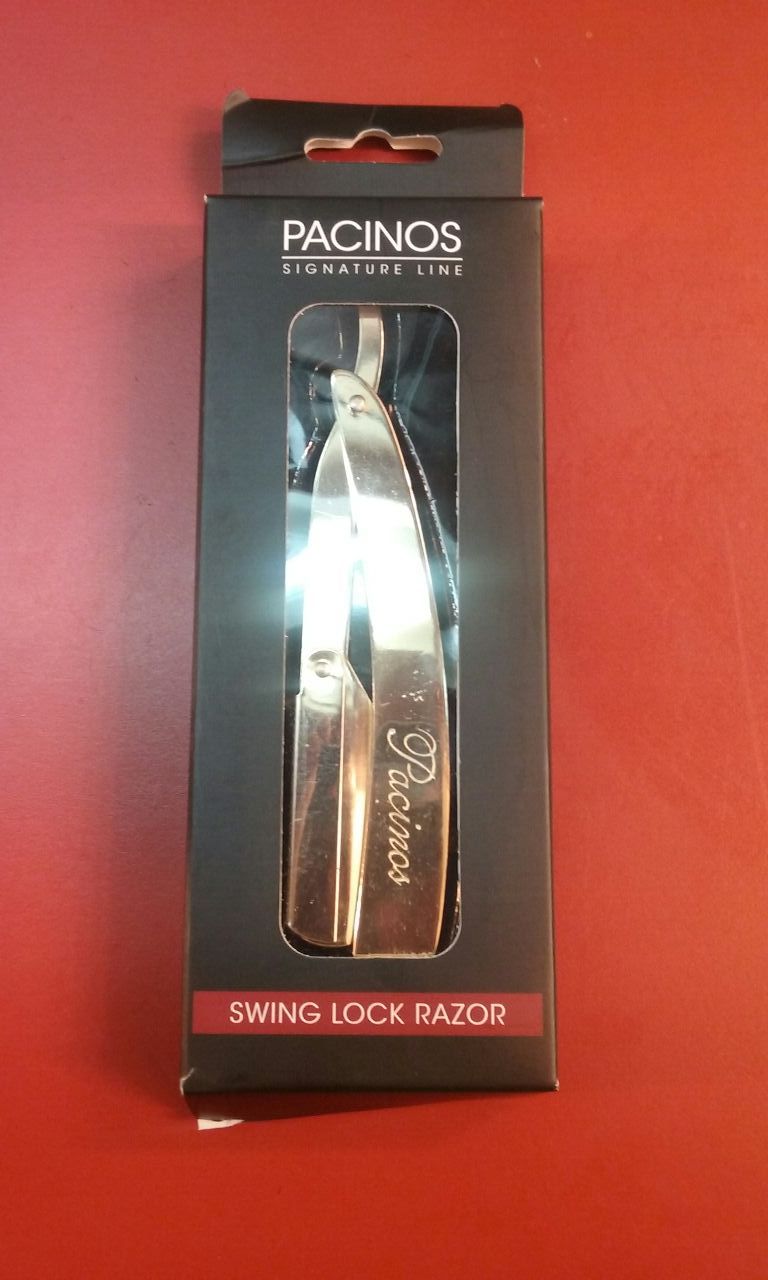 PACINOS
SIGNATURE LINE
Pacinos
SWING LOCK RAZOR